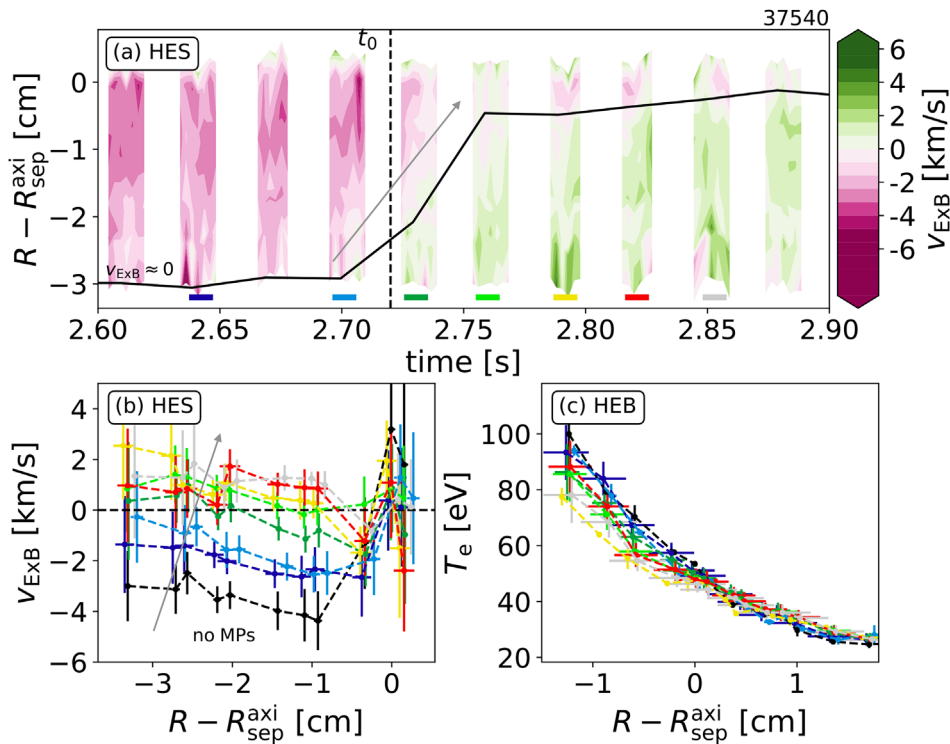 37540
(a) HES
t₀
R − R_sep^axi [cm]
0
−1
−2
−3
v_ExB ≈ 0
2.60 2.65 2.70 2.75 2.80 2.85 2.90
time [s]
6
4
2
0
-2
-4
-6
v_ExB [km/s]
(b) HES
v_ExB [km/s]
4
2
0
−2
−4
−6
no MPs
−3 −2 −1 0
R − R_sep^axi [cm]
(c) HEB
T_e [eV]
100
80
60
40
20
−1 0 1
R − R_sep^axi [cm]